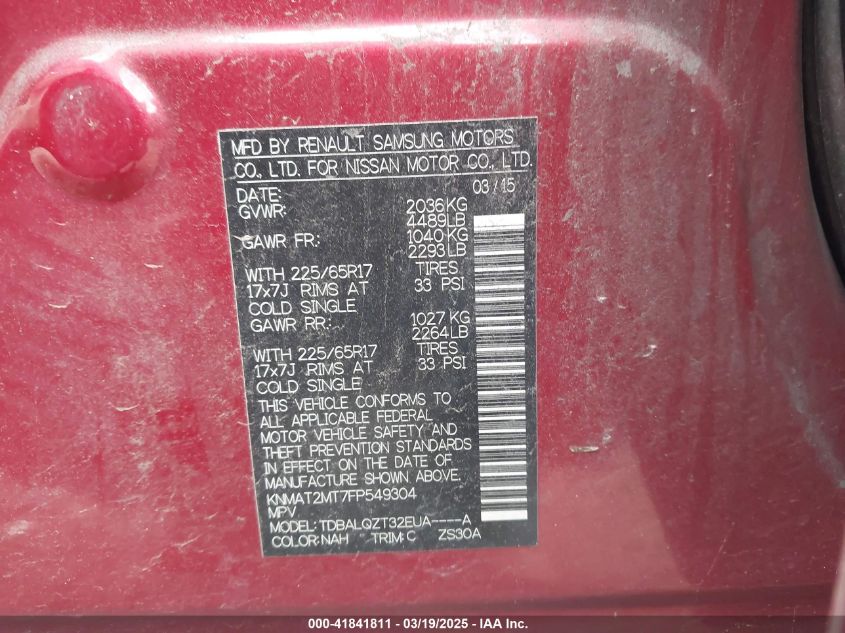 MFD BY RENAULT SAMSUNG MOTORS
CO., LTD. FOR NISSAN MOTOR CO., LTD.
DATE: 03/15
GVWR: 2036KG
4489LB
GAWR FR.: 1040KG
2293LB
WITH 225/65R17 TIRES
17x7J RIMS AT 33 PSI
COLD SINGLE
GAWR RR.: 1027KG
2264LB
WITH 225/65R17 TIRES
17x7J RIMS AT 33 PSI
COLD SINGLE
THIS VEHICLE CONFORMS TO
ALL APPLICABLE FEDERAL
MOTOR VEHICLE SAFETY AND
THEFT PREVENTION STANDARDS
IN EFFECT ON THE DATE OF
MANUFACTURE SHOWN ABOVE.
KNMAT2MT7FP549304
MPV
MODEL: TDBALQZT32EUA----A
COLOR:NAH TRIM:C ZS30A
000-41841811 - 03/19/2025 - IAA Inc.